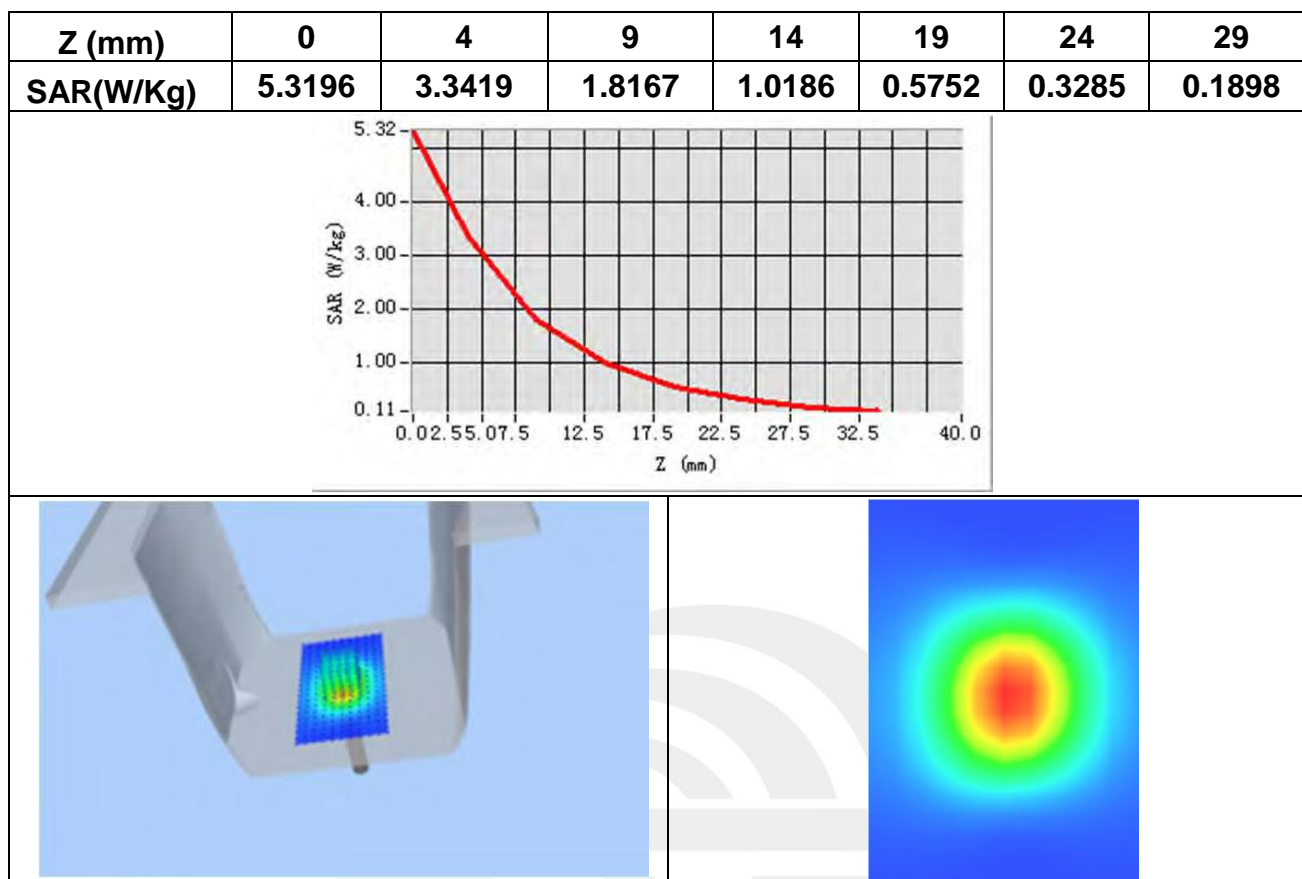 Z (mm) 0 4 9 14 19 24 29
SAR(W/Kg) 5.3196 3.3419 1.8167 1.0186 0.5752 0.3285 0.1898
5.32
4.00
3.00
2.00
1.00
0.11
SAR (W/kg)
0.0 2.5 5.0 7.5 12.5 17.5 22.5 27.5 32.5 40.0
Z (mm)